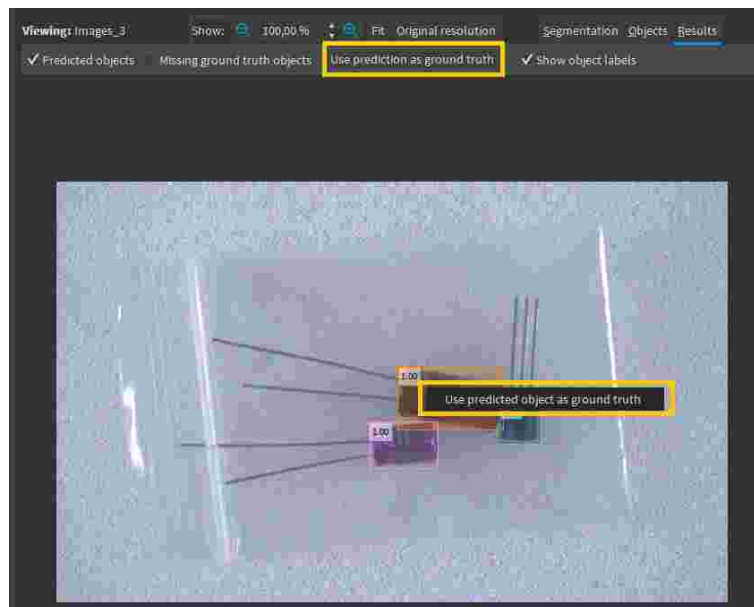 Viewing: Images_3 Show: 100,00 % Fit Original resolution Segmentation Objects Results
Predicted objects Missing ground truth objects Use prediction as ground truth Show object labels
1.00
Use predicted object as ground truth
1.00